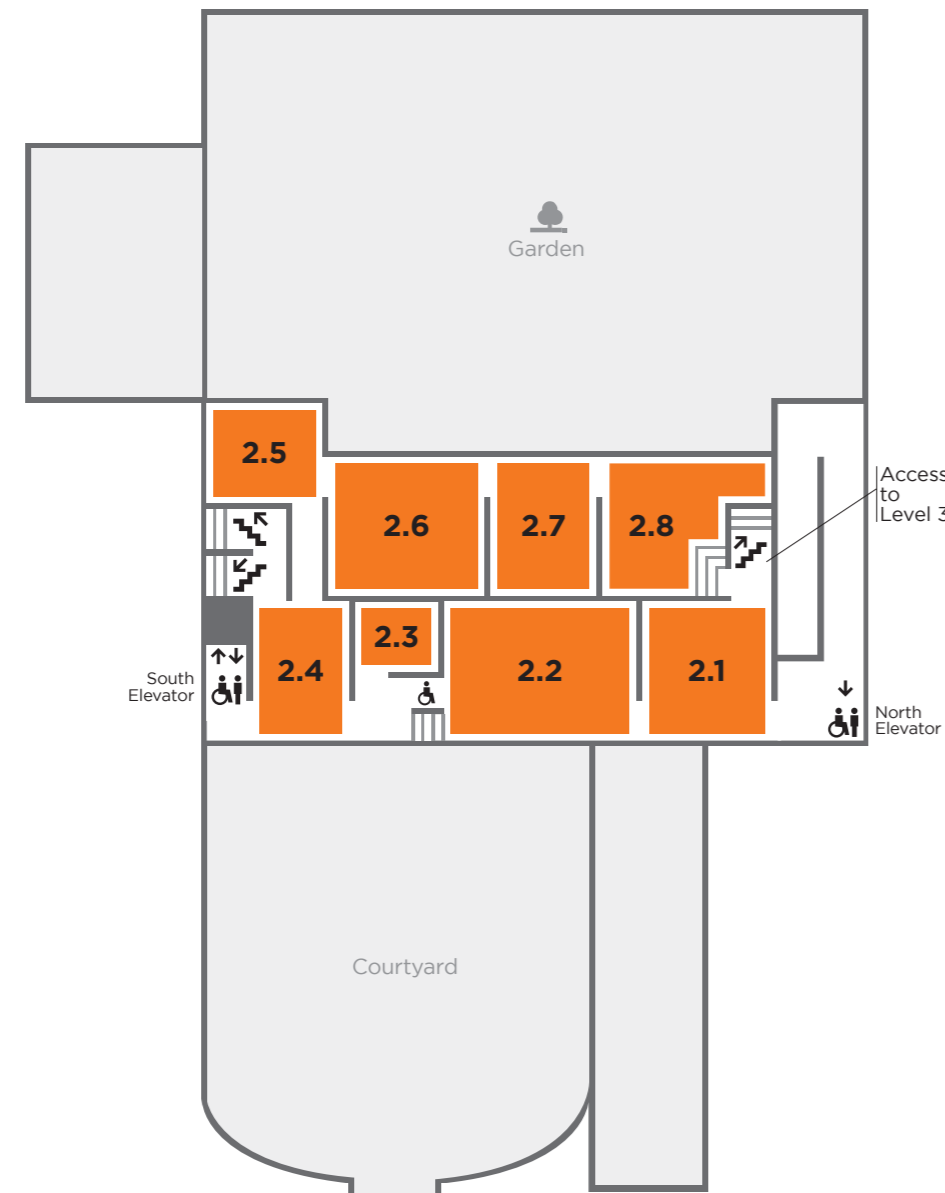 Garden
2.5
2.6
2.7
2.8
Access
to
Level 3
2.4
2.3
2.2
2.1
South
Elevator
North
Elevator
Courtyard